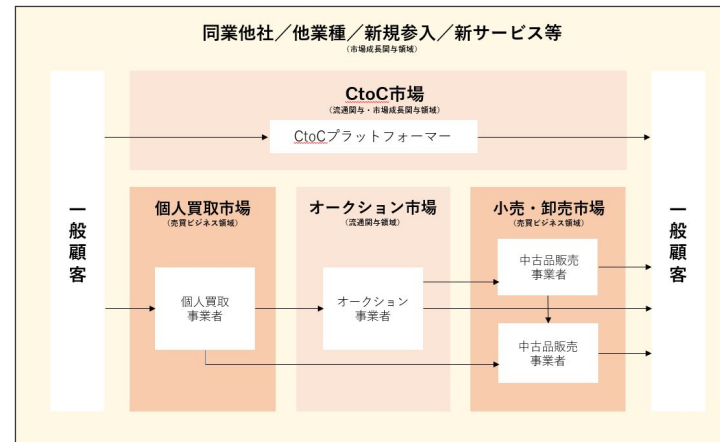 同業他社／他業種／新規参入／新サービス等
（市場成長関与領域）
CtoC市場
（流通関与・市場成長関与領域）
CtoCプラットフォーマー
一般顧客
個人買取市場
（売買ビジネス領域）
個人買取
事業者
オークション市場
（流通関与領域）
オークション
事業者
小売・卸売市場
（売買ビジネス領域）
中古品販売
事業者
中古品販売
事業者
一般顧客